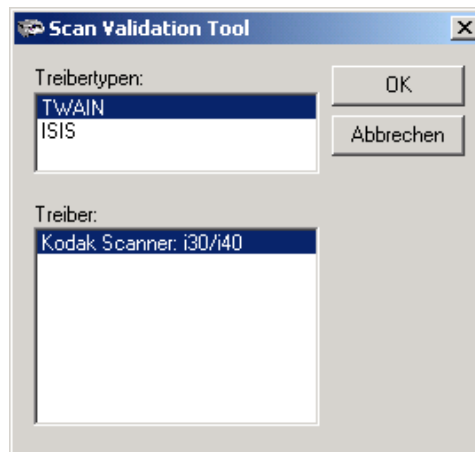 Scan Validation Tool
Treibertypen:
TWAIN
ISIS
OK
Abbrechen
Treiber:
Kodak Scanner: i30/i40